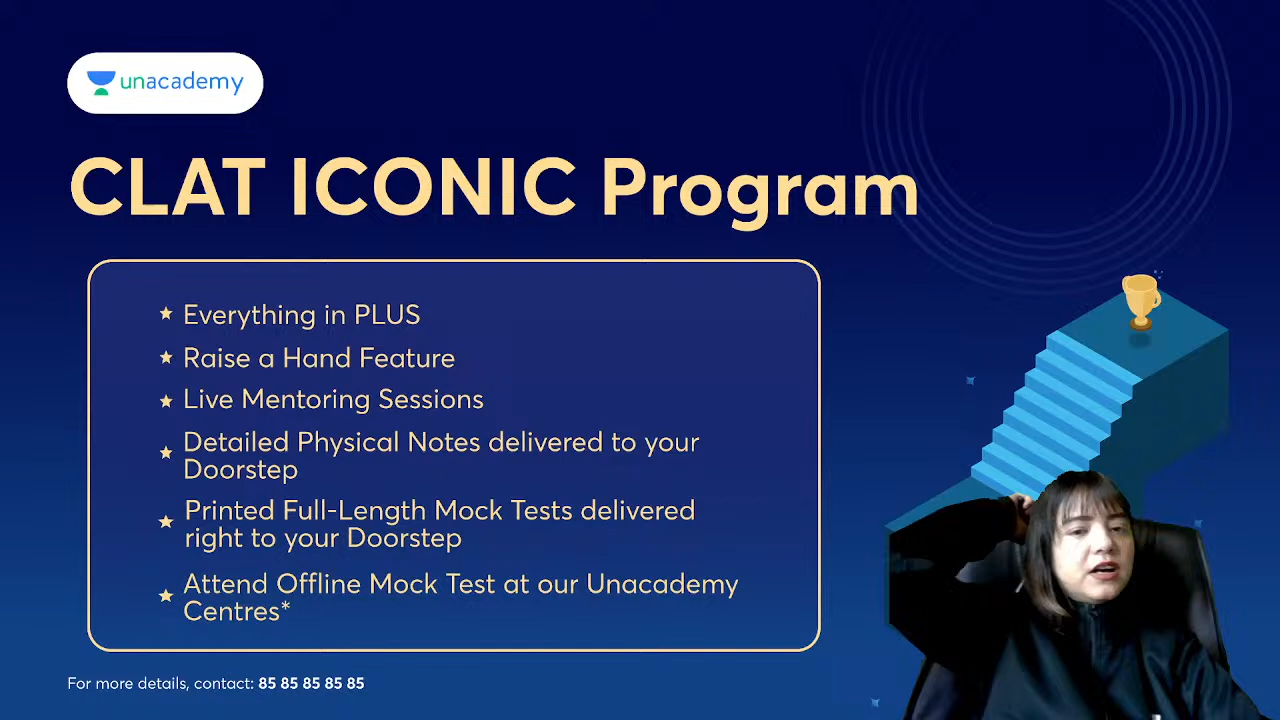 unacademy
CLAT ICONIC Program
Everything in PLUS
Raise a Hand Feature
Live Mentoring Sessions
Detailed Physical Notes delivered to your
Doorstep
Printed Full-Length Mock Tests delivered
right to your Doorstep
Attend Offline Mock Test at our Unacademy
Centres*
For more details, contact: 85 85 85 85 85